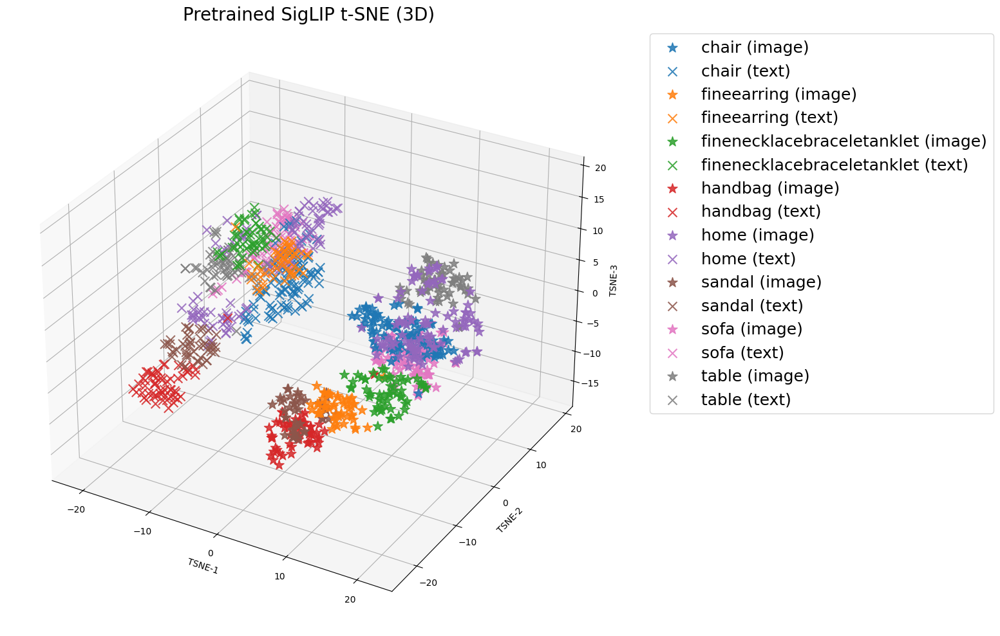 Pretrained SigLIP t-SNE (3D)
chair (image)
chair (text)
fineearring (image)
fineearring (text)
finenecklacebraceletanklet (image)
finenecklacebraceletanklet (text)
handbag (image)
handbag (text)
home (image)
home (text)
sandal (image)
sandal (text)
sofa (image)
sofa (text)
table (image)
table (text)
20
15
10
5
0
−5
−10
−15
TSNE-3
20
10
0
−10
−20
TSNE-2
−20
−10
0
10
20
TSNE-1